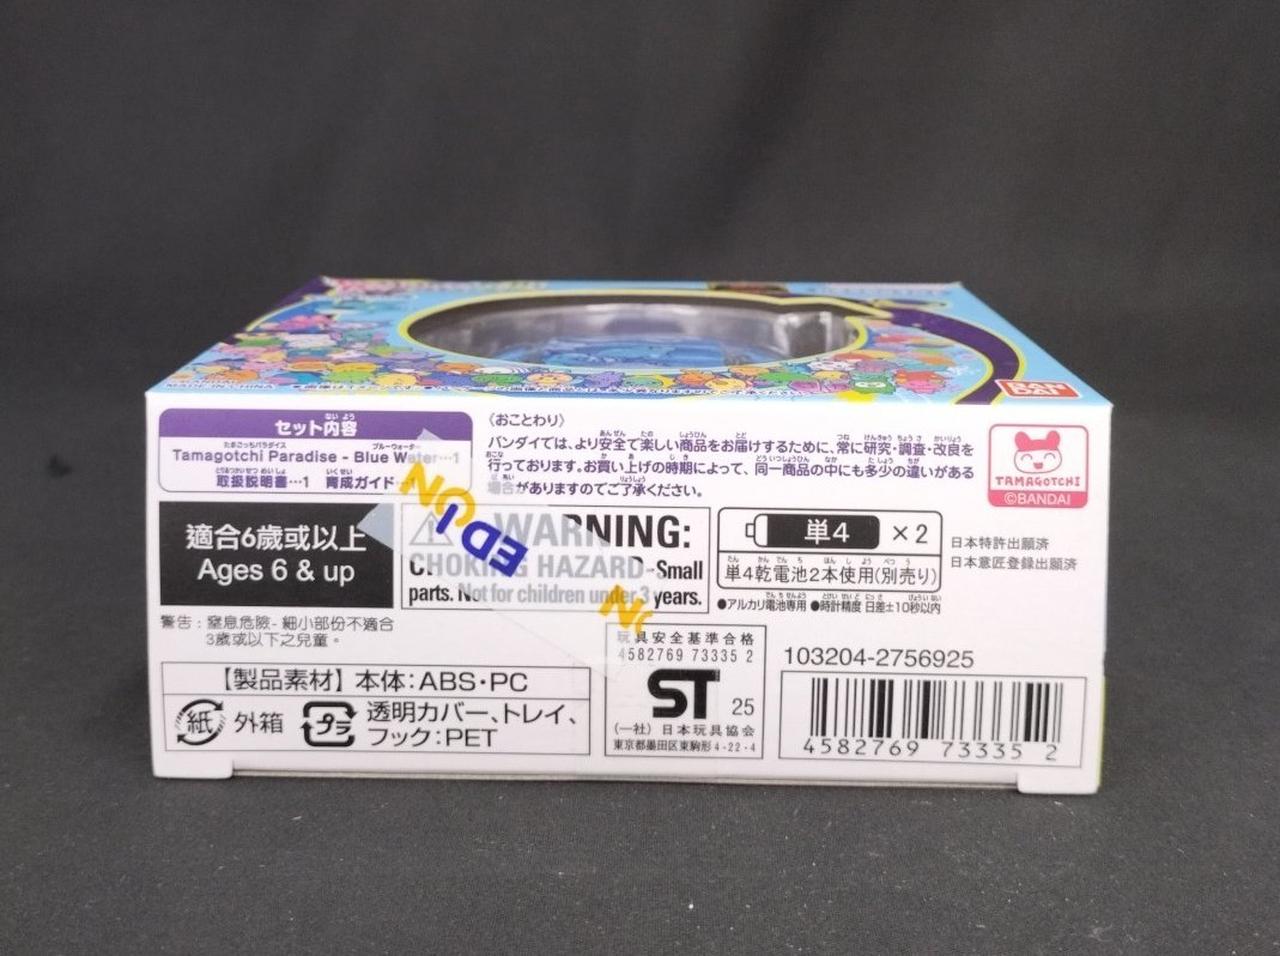 MADE IN CHINA
BAN
DAI
セット内容
Tamagotchi Paradise - Blue Water…1
取扱説明書…1 育成ガイド…1
〈おことわり〉
バンダイでは、より安全で楽しい商品をお届けするために、常に研究・調査・改良を
行っております。お買い上げの時期によって、同一商品の中にも多少の違いがある
場合がありますのでご了承ください。
TAMAGOTCHI
©BANDAI
適合6歲或以上
Ages 6 & up
WARNING:
CHOKING HAZARD-Small
parts. Not for children under 3 years.
EDION
単4 ×2
単4乾電池2本使用(別売り)
●アルカリ電池専用 ●時計精度 日差±10秒以内
日本特許出願済
日本意匠登録出願済
警告：窒息危險- 細小部份不適合
3歲或以下之兒童。
【製品素材】本体：ABS・PC
紙 外箱 プラ 透明カバー、トレイ、
フック：PET
玩具安全基準合格
4582769 73335 2
ST 25
(一社) 日本玩具協会
東京都墨田区東駒形4-22-4
103204-2756925
4582769 73335 2